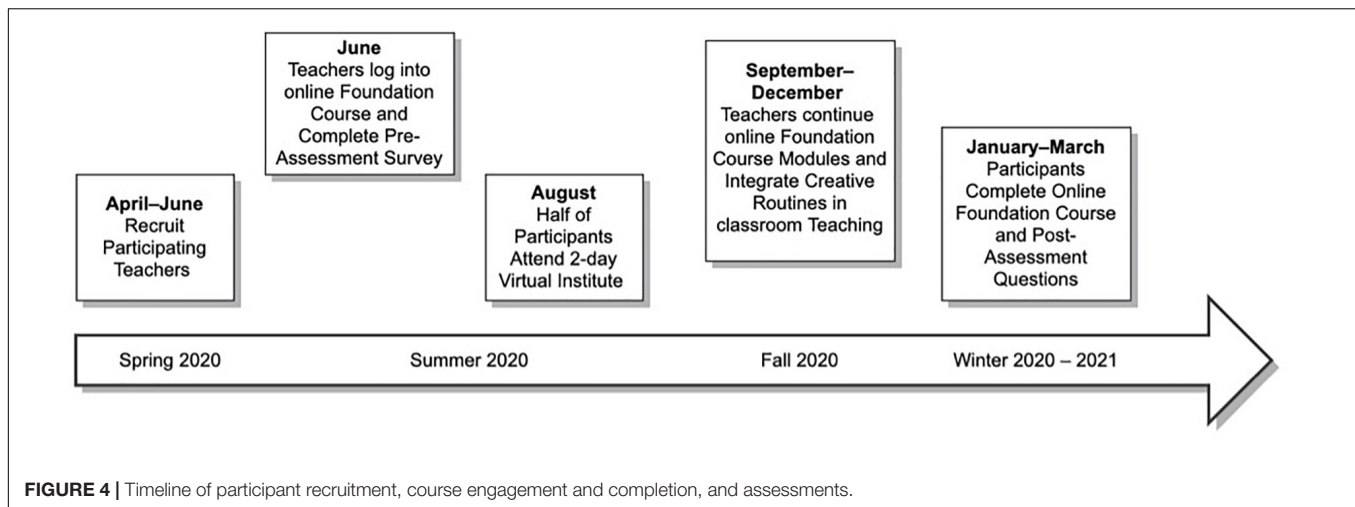 April–June
Recruit
Participating
Teachers
June
Teachers log into
online Foundation
Course and
Complete Pre-
Assessment Survey
August
Half of
Participants
Attend 2-day
Virtual Institute
September–
December
Teachers continue
online Foundation
Course Modules and
Integrate Creative
Routines in
classroom Teaching
January–March
Participants
Complete Online
Foundation Course
and Post-
Assessment
Questions
Spring 2020
Summer 2020
Fall 2020
Winter 2020 – 2021
FIGURE 4 | Timeline of participant recruitment, course engagement and completion, and assessments.